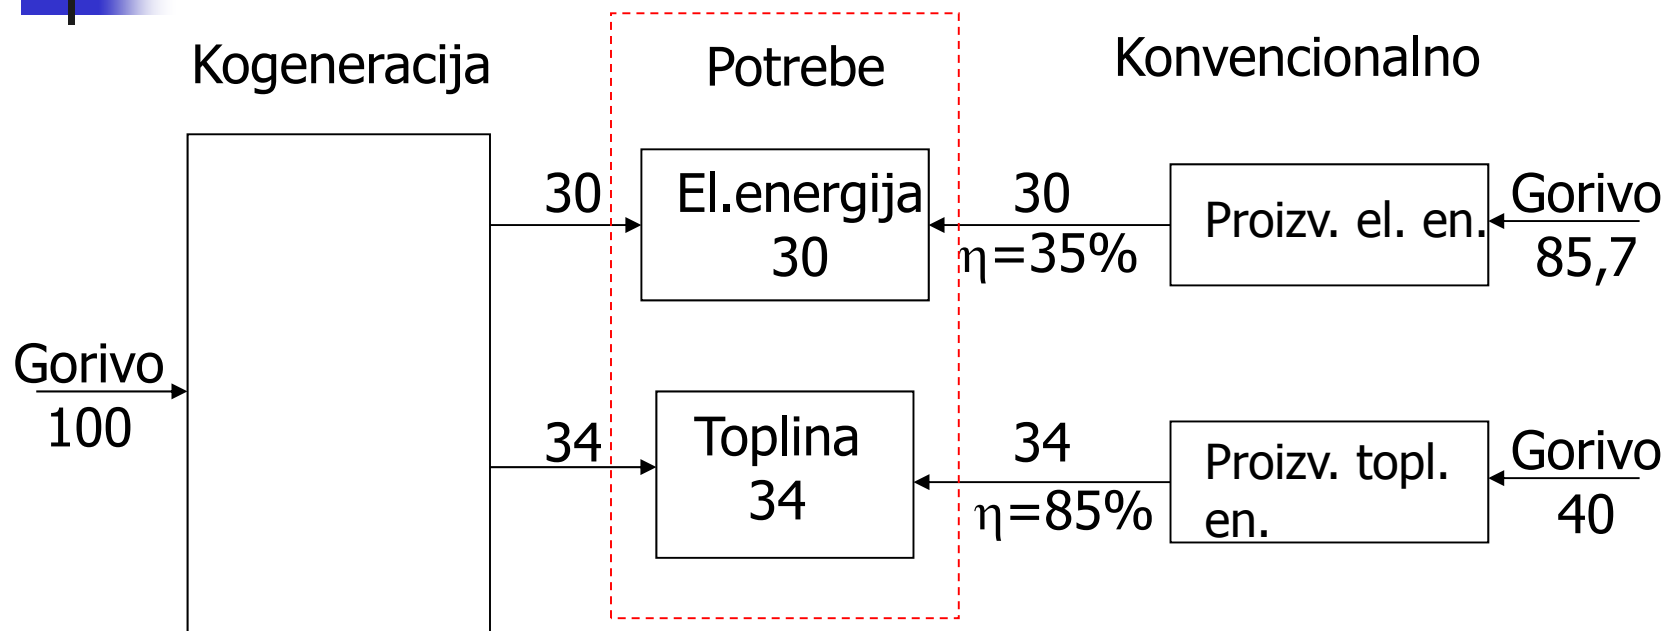 Kogeneracija
Potrebe
Konvencionalno
30
El.energija
30
30
η=35%
Proizv. el. en.
Gorivo
85,7
Gorivo
100
34
Toplina
34
34
η=85%
Proizv. topl.
en.
Gorivo
40